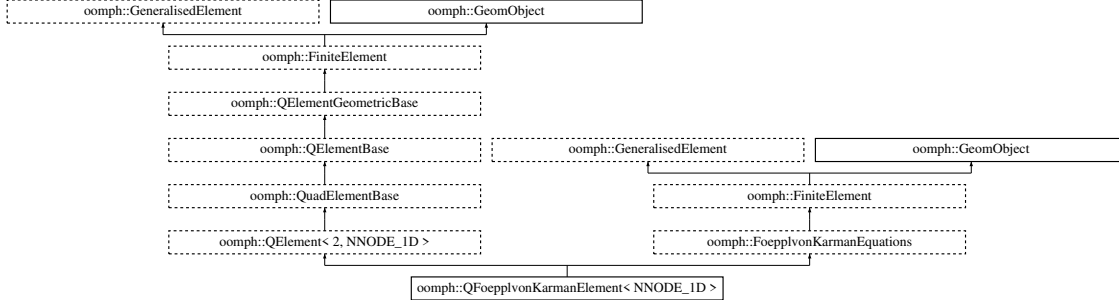 oomph::GeneralisedElement
oomph::GeomObject
oomph::FiniteElement
oomph::QElementGeometricBase
oomph::QElementBase
oomph::GeneralisedElement
oomph::GeomObject
oomph::QuadElementBase
oomph::FiniteElement
oomph::QElement< 2, NNODE_1D >
oomph::FoepplvonKarmanEquations
oomph::QFoepplvonKarmanElement< NNODE_1D >